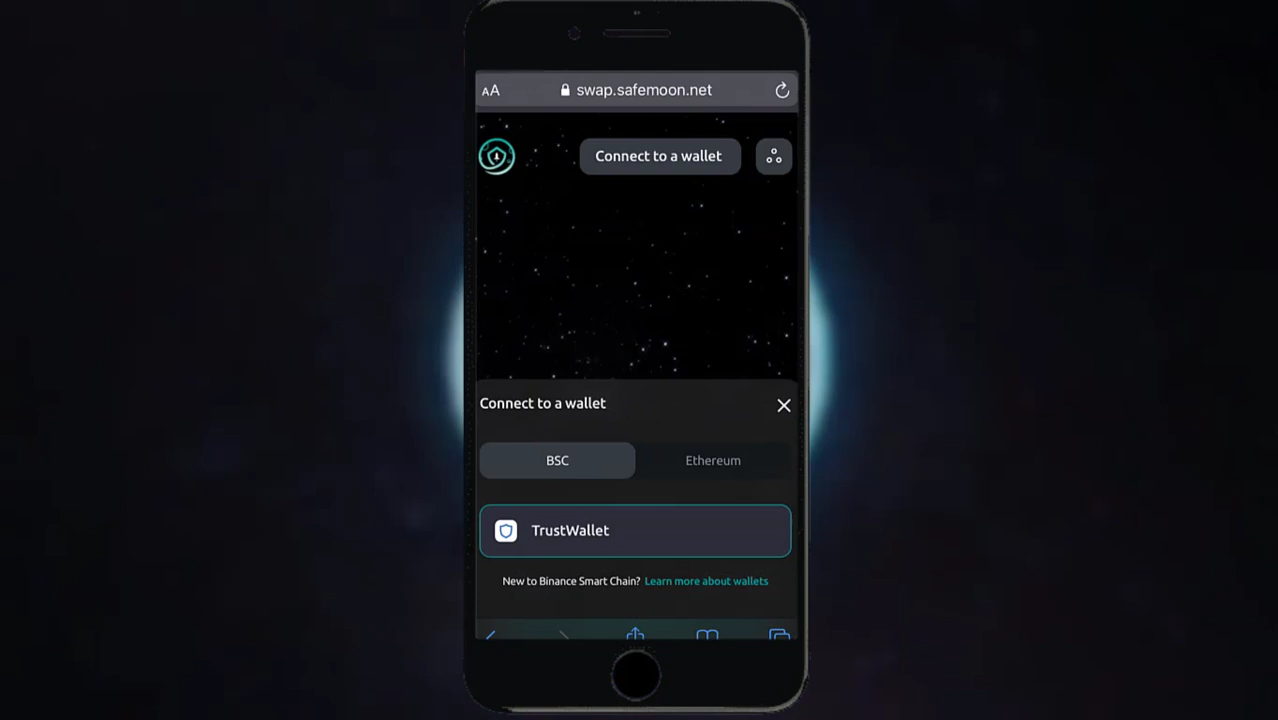 AA swap.safemoon.net
Connect to a wallet
Connect to a wallet
BSC Ethereum
TrustWallet
New to Binance Smart Chain? Learn more about wallets